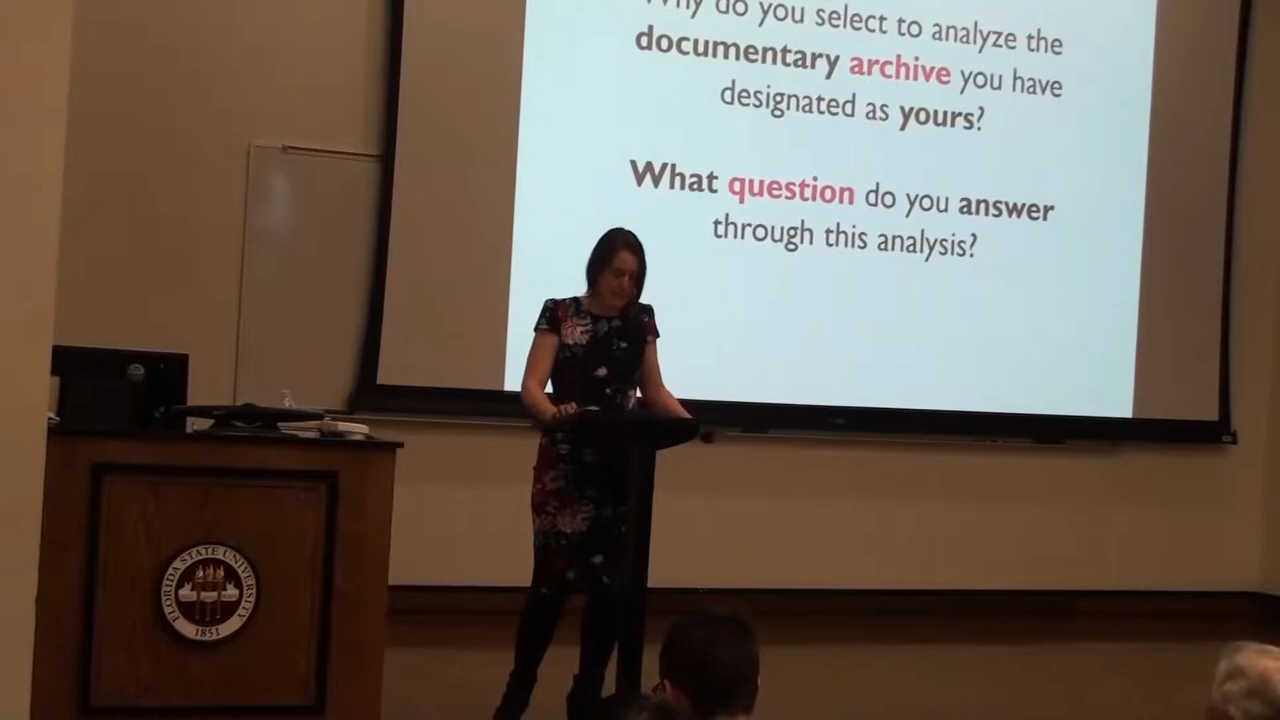 Why do you select to analyze the
documentary archive you have
designated as yours?
What question do you answer
through this analysis?
FLORIDA STATE UNIVERSITY
1851